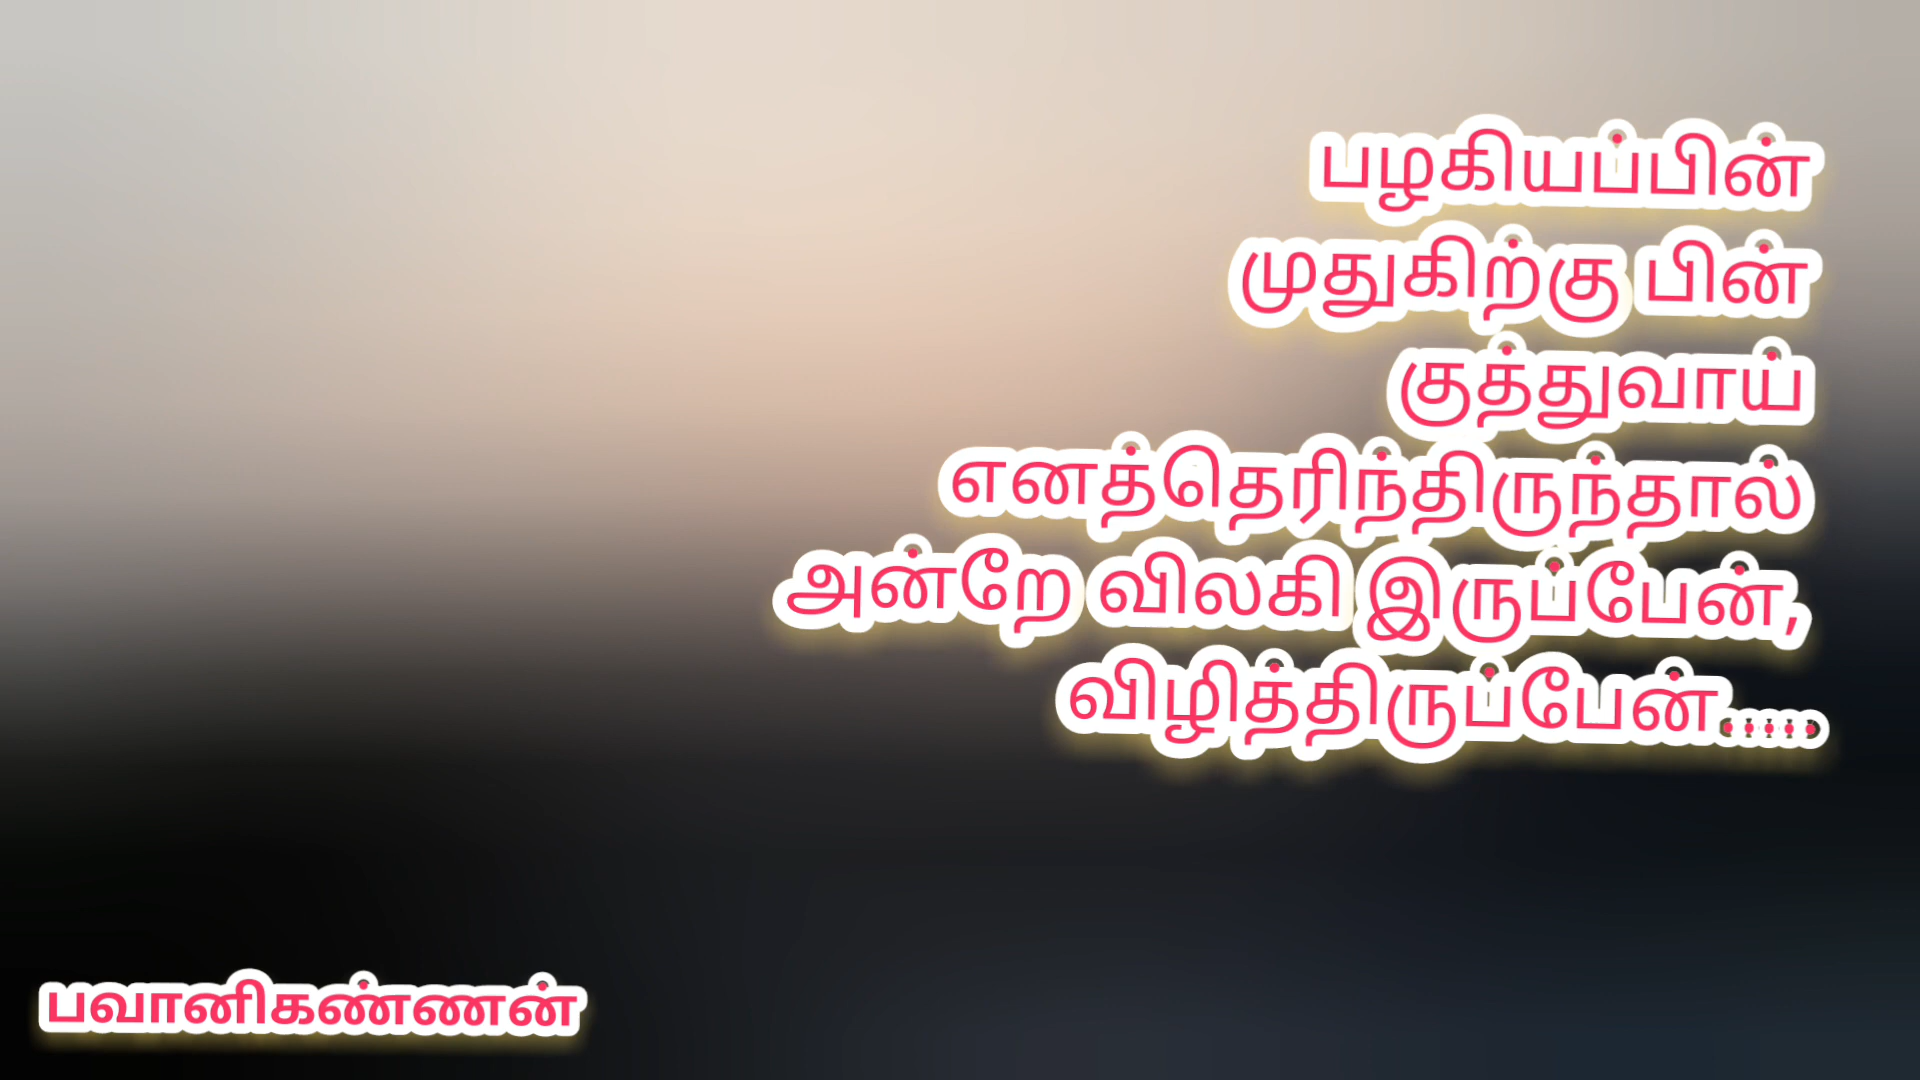 பழகியப்பின்
முதுகிற்கு பின்
குத்துவாய்
எனத்தெரிந்திருந்தால்
அன்றே விலகி இருப்பேன்,
விழித்திருப்பேன்.....
பவானிகண்ணன்